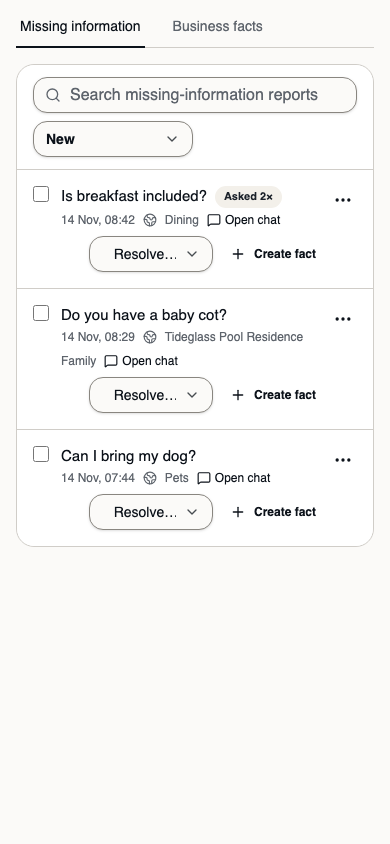 Missing information Business facts
Search missing-information reports
New
Is breakfast included? Asked 2×
14 Nov, 08:42 Dining Open chat
Resolve… Create fact
Do you have a baby cot?
14 Nov, 08:29 Tideglass Pool Residence
Family Open chat
Resolve… Create fact
Can I bring my dog?
14 Nov, 07:44 Pets Open chat
Resolve… Create fact